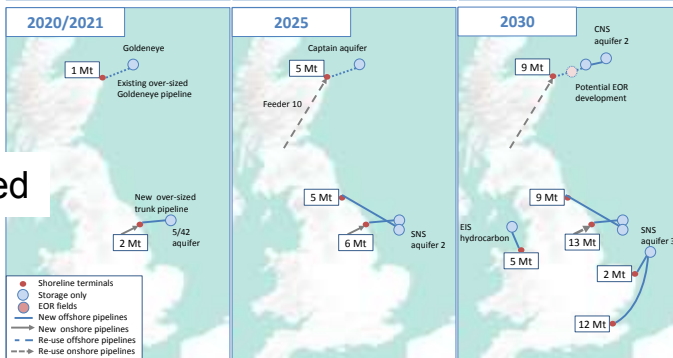 2020/2021
Goldeneye
1 Mt
Existing over-sized
Goldeneye pipeline
ed
New over-sized
trunk pipeline
2 Mt
5/42
aquifer
Shoreline terminals
Storage only
EOR fields
New offshore pipelines
New onshore pipelines
Re-use offshore pipelines
Re-use onshore pipelines
2025
Captain aquifer
5 Mt
Feeder 10
5 Mt
6 Mt
SNS
aquifer 2
2030
CNS
aquifer 2
9 Mt
Potential EOR
development
9 Mt
EIS
hydrocarbon
13 Mt
SNS
aquifer 3
5 Mt
2 Mt
12 Mt